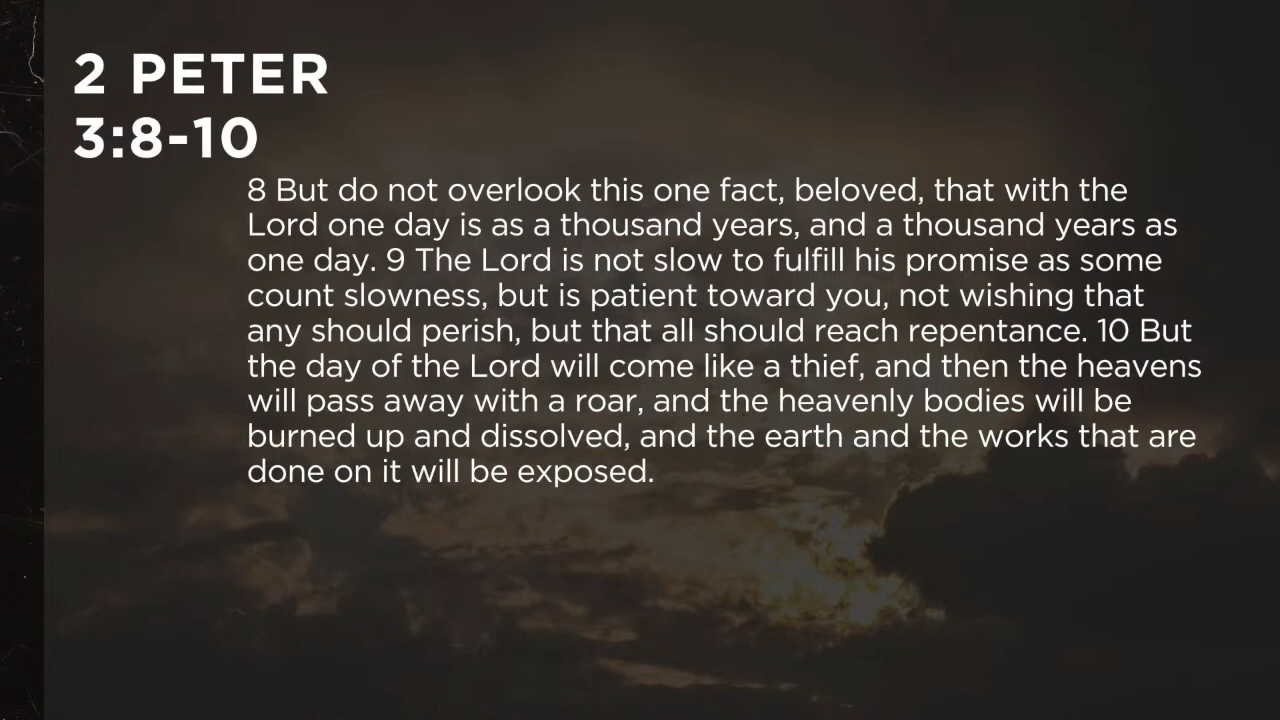 2 PETER
3:8-10
8 But do not overlook this one fact, beloved, that with the
Lord one day is as a thousand years, and a thousand years as
one day. 9 The Lord is not slow to fulfill his promise as some
count slowness, but is patient toward you, not wishing that
any should perish, but that all should reach repentance. 10 But
the day of the Lord will come like a thief, and then the heavens
will pass away with a roar, and the heavenly bodies will be
burned up and dissolved, and the earth and the works that are
done on it will be exposed.